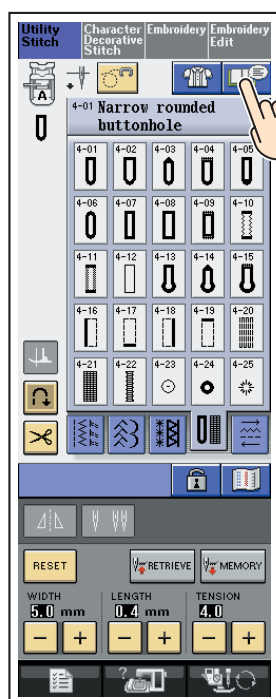 Utility Stitch
Character Decorative Stitch
Embroidery
Embroidery Edit
A
4-01 Narrow rounded
buttonhole
4-01 4-02 4-03 4-04 4-05
4-06 4-07 4-08 4-09 4-10
4-11 4-12 4-13 4-14 4-15
4-16 4-17 4-18 4-19 4-20
4-21 4-22 4-23 4-24 4-25
RESET RETRIEVE MEMORY
WIDTH LENGTH TENSION
5.0 mm 0.4 mm 4.0
− + − + − +
?